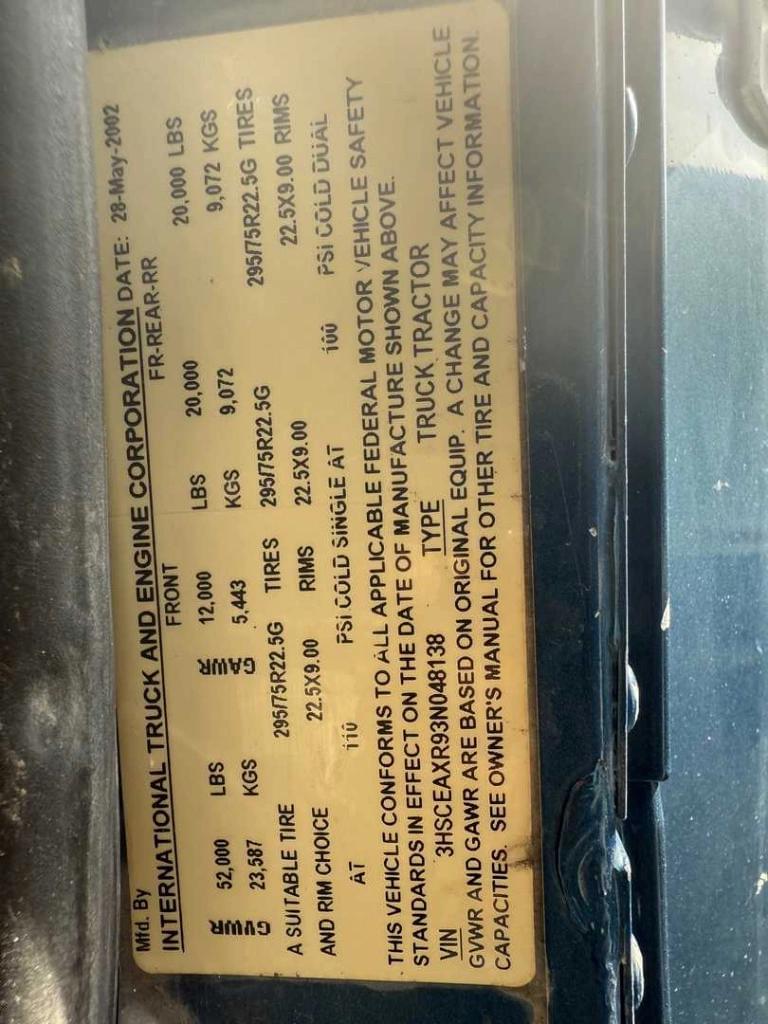 Mfd. By
INTERNATIONAL TRUCK AND ENGINE CORPORATION DATE: 28-May-2002
FRONT FR-REAR-RR
GVWR 52,000 LBS GAWR 12,000 LBS 20,000 20,000 LBS
23,587 KGS 5,443 KGS 9,072 9,072 KGS
A SUITABLE TIRE 295/75R22.5G TIRES 295/75R22.5G 295/75R22.5G TIRES
AND RIM CHOICE 22.5X9.00 RIMS 22.5X9.00 22.5X9.00 RIMS
AT 110 PSI COLD SINGLE AT 100 PSI COLD DUAL
THIS VEHICLE CONFORMS TO ALL APPLICABLE FEDERAL MOTOR VEHICLE SAFETY
STANDARDS IN EFFECT ON THE DATE OF MANUFACTURE SHOWN ABOVE.
VIN 3HSCEAXR93N048138 TYPE TRUCK TRACTOR
GVWR AND GAWR ARE BASED ON ORIGINAL EQUIP. A CHANGE MAY AFFECT VEHICLE
CAPACITIES. SEE OWNER'S MANUAL FOR OTHER TIRE AND CAPACITY INFORMATION.